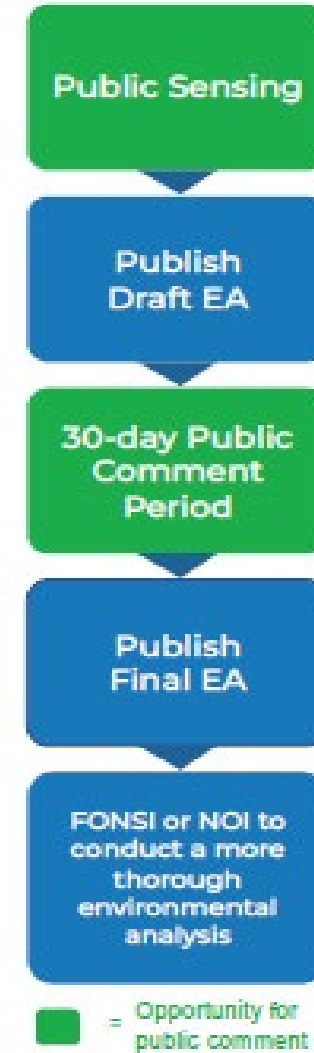 Public Sensing
Publish
Draft EA
30-day Public
Comment
Period
Publish
Final EA
FONSI or NOI to
conduct a more
thorough
environmental
analysis
= Opportunity for
public comment